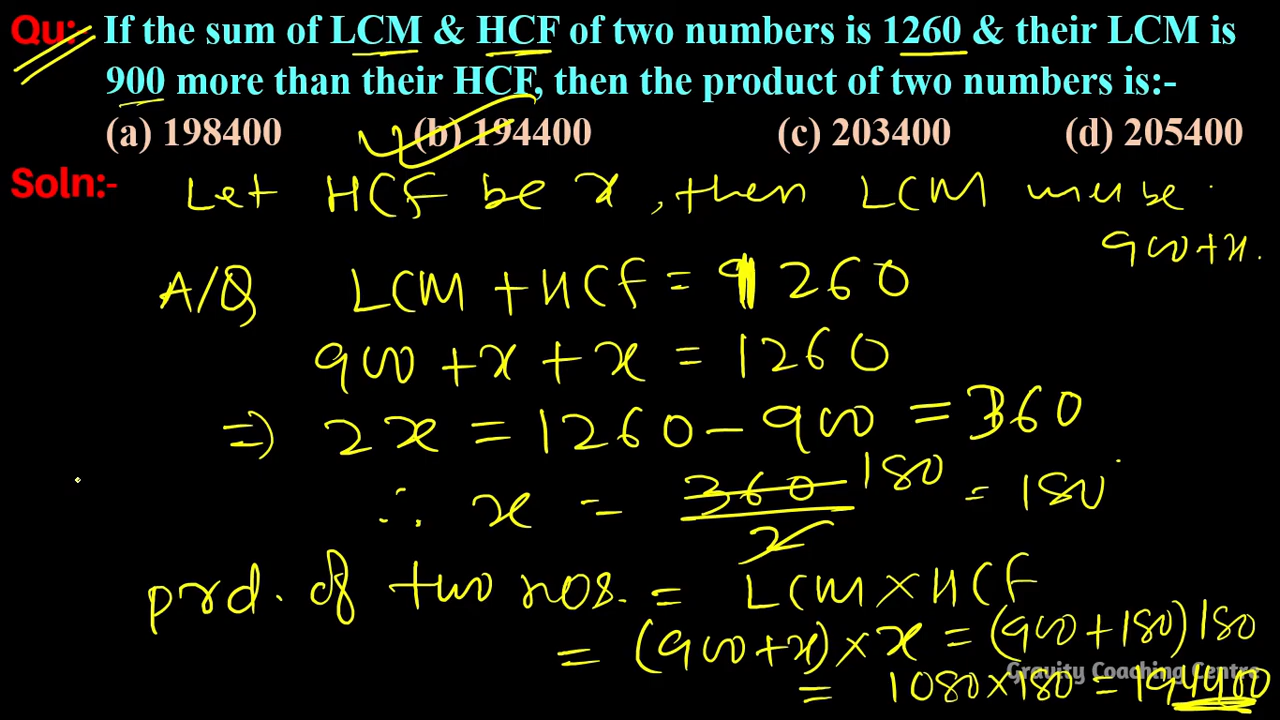 Qu:- If the sum of LCM & HCF of two numbers is 1260 & their LCM is
900 more than their HCF, then the product of two numbers is:-
(a) 198400 (b) 194400 (c) 203400 (d) 205400
Soln:- Let HCF be x, then LCM will be
900+x.
A/Q LCM + HCF = 1260
900 + x + x = 1260
=) 2x = 1260 - 900 = 360
∴ x = 360/2 180 = 180
prd. of two nos. = LCM × HCF
= (900+x) × x = (900+180) 180
Gravity Coaching Centre
= 1080×180 = 194400